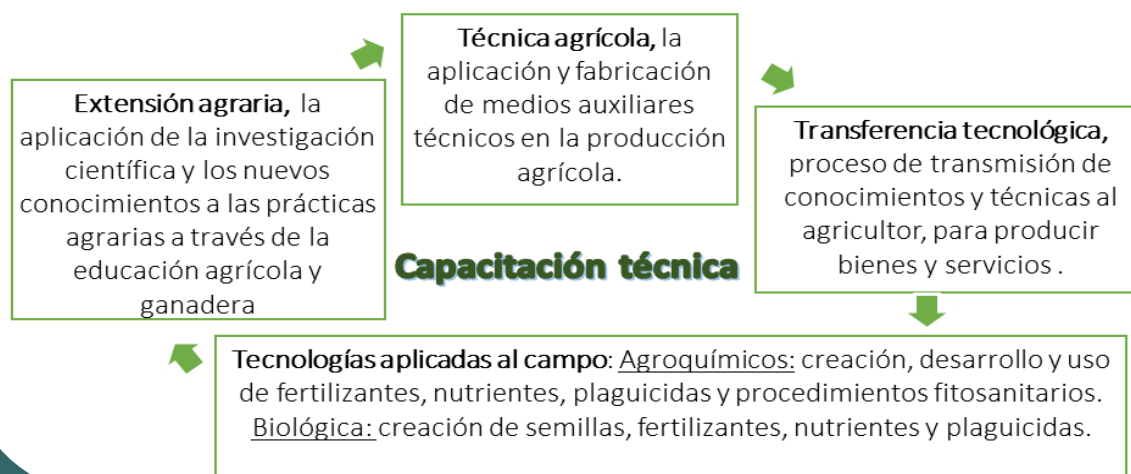 Técnica agrícola, la
aplicación y fabricación
de medios auxiliares
técnicos en la producción
agrícola.
Extensión agraria, la
aplicación de la investigación
científica y los nuevos
conocimientos a las prácticas
agrarias a través de la
educación agrícola y
ganadera
Transferencia tecnológica,
proceso de transmisión de
conocimientos y técnicas al
agricultor, para producir
bienes y servicios .
Capacitación técnica
Tecnologías aplicadas al campo: Agroquímicos: creación, desarrollo y uso
de fertilizantes, nutrientes, plaguicidas y procedimientos fitosanitarios.
Biológica: creación de semillas, fertilizantes, nutrientes y plaguicidas.